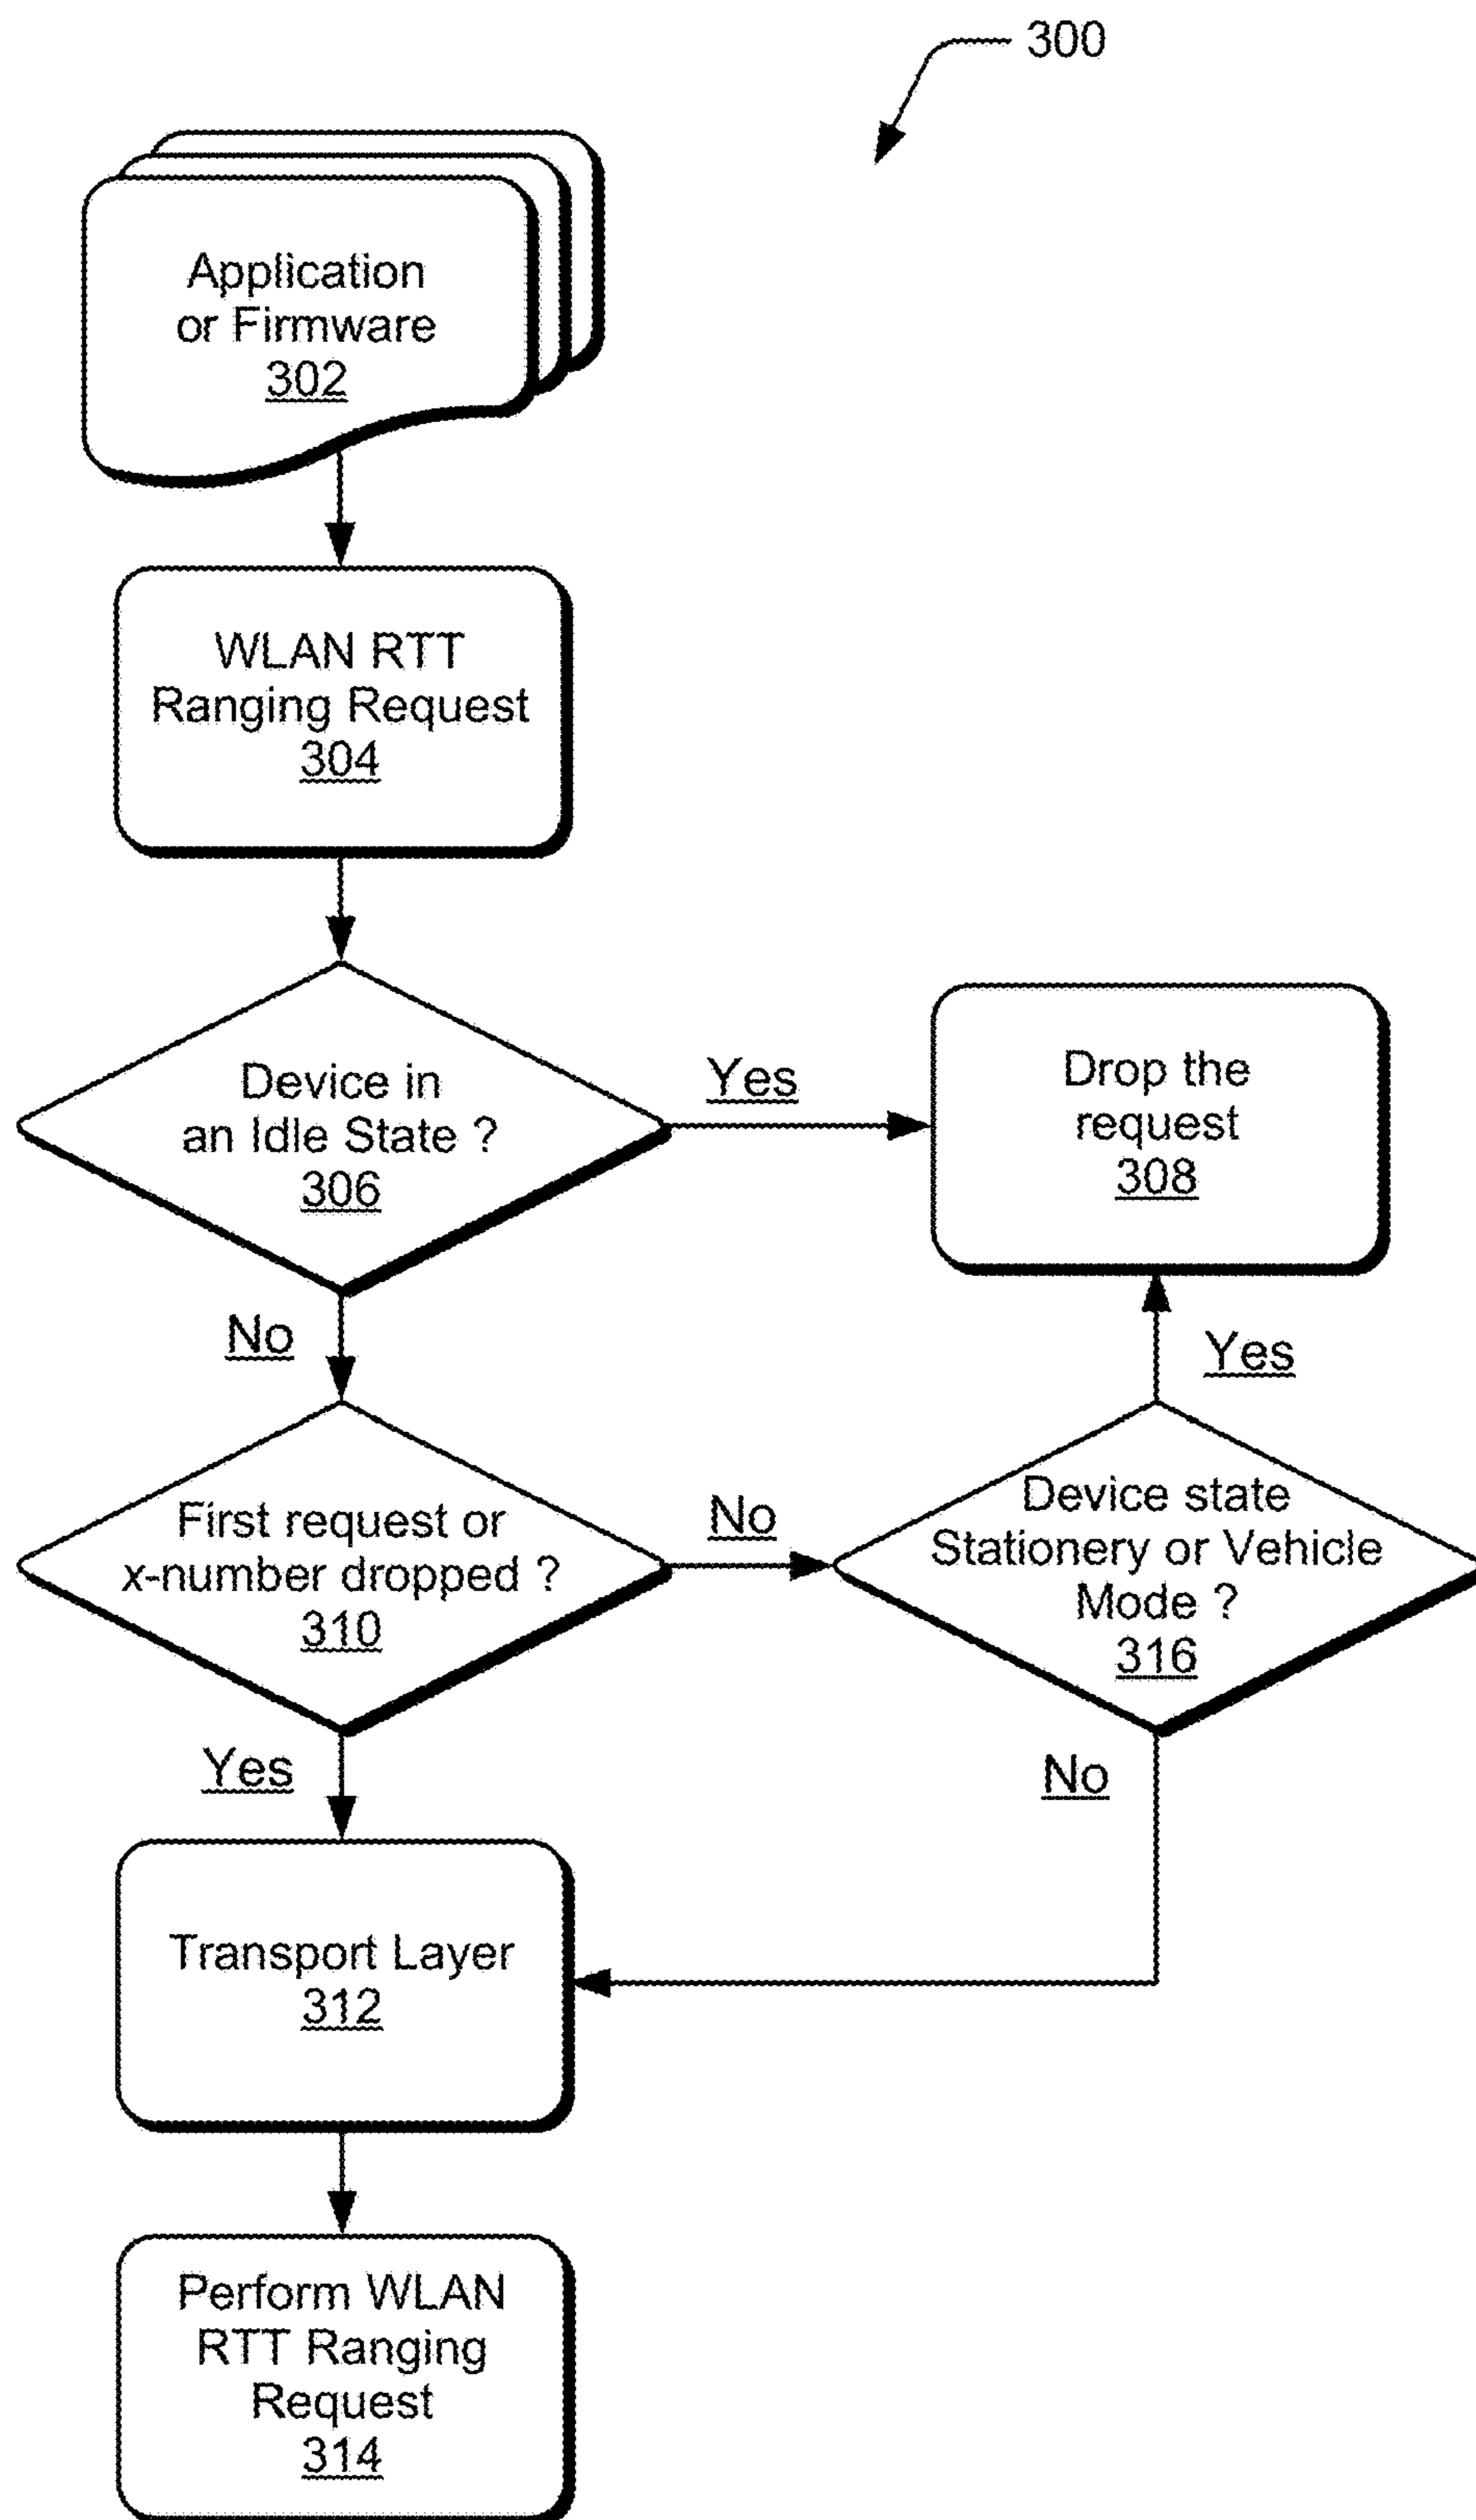 300
Application
or Firmware
302
WLAN RTT
Ranging Request
304
Device in
an Idle State ?
306
Yes
Drop the
request
308
No
Yes
First request or
x-number dropped ?
310
No
Device state
Stationery or Vehicle
Mode ?
316
Yes
No
Transport Layer
312
Perform WLAN
RTT Ranging
Request
314